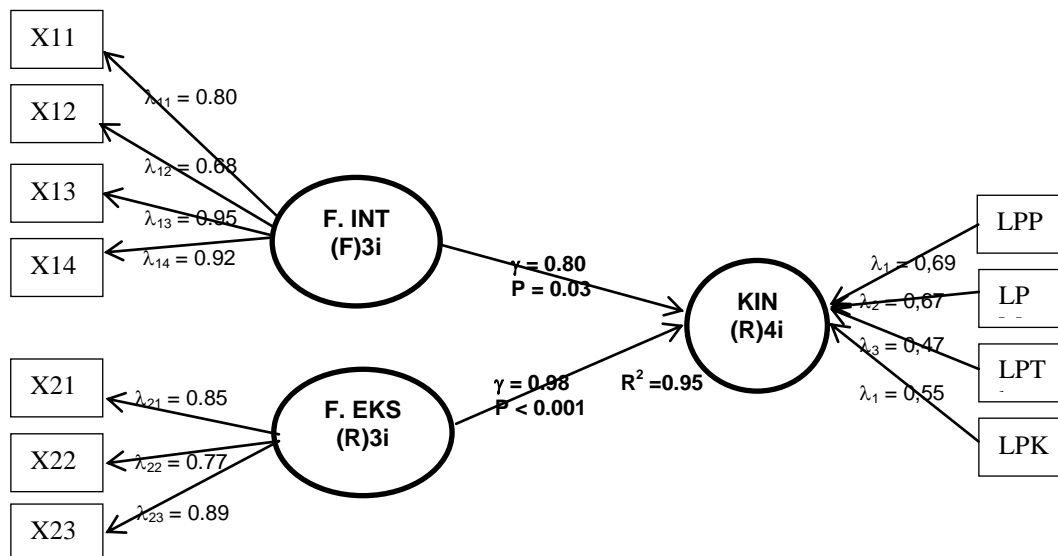 X11
X12
X13
X14
λ11 = 0.80
λ12 = 0.68
λ13 = 0.95
λ14 = 0.92
F. INT
(F)3i
γ = 0.80
P = 0.03
X21
X22
X23
λ21 = 0.85
λ22 = 0.77
λ23 = 0.89
F. EKS
(R)3i
γ = 0.98
P < 0.001
KIN
(R)4i
R² =0.95
λ1 = 0,69
λ2 = 0,67
λ3 = 0,47
λ1 = 0,55
LPP
LP
LPT
LPK